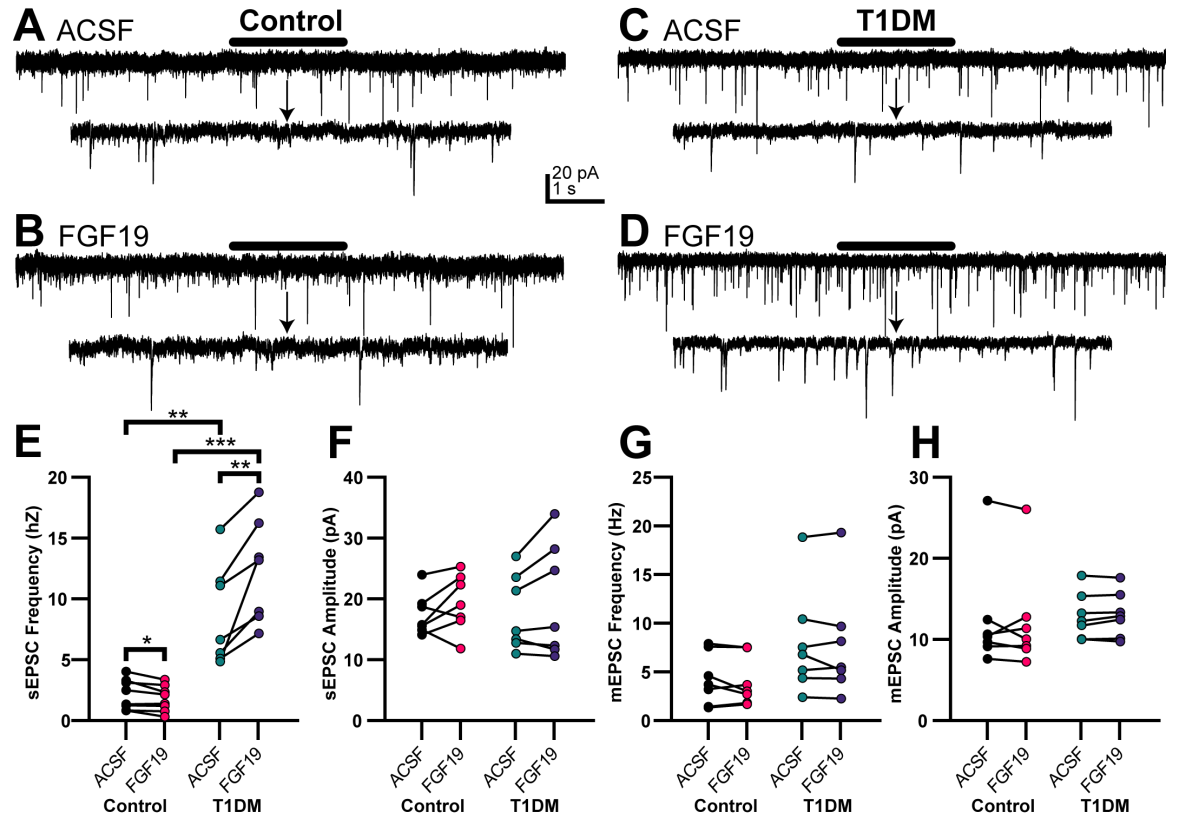 A ACSF Control
C ACSF T1DM
20 pA
1 s
B FGF19
D FGF19
E
**
***
**
*
sEPSC Frequency (hZ)
20
15
10
5
0
ACSF FGF19 ACSF FGF19
Control T1DM
F
sEPSC Amplitude (pA)
40
30
20
10
0
ACSF FGF19 ACSF FGF19
Control T1DM
G
mEPSC Frequency (Hz)
25
20
15
10
5
0
ACSF FGF19 ACSF FGF19
Control T1DM
H
mEPSC Amplitude (pA)
30
20
10
0
ACSF FGF19 ACSF FGF19
Control T1DM